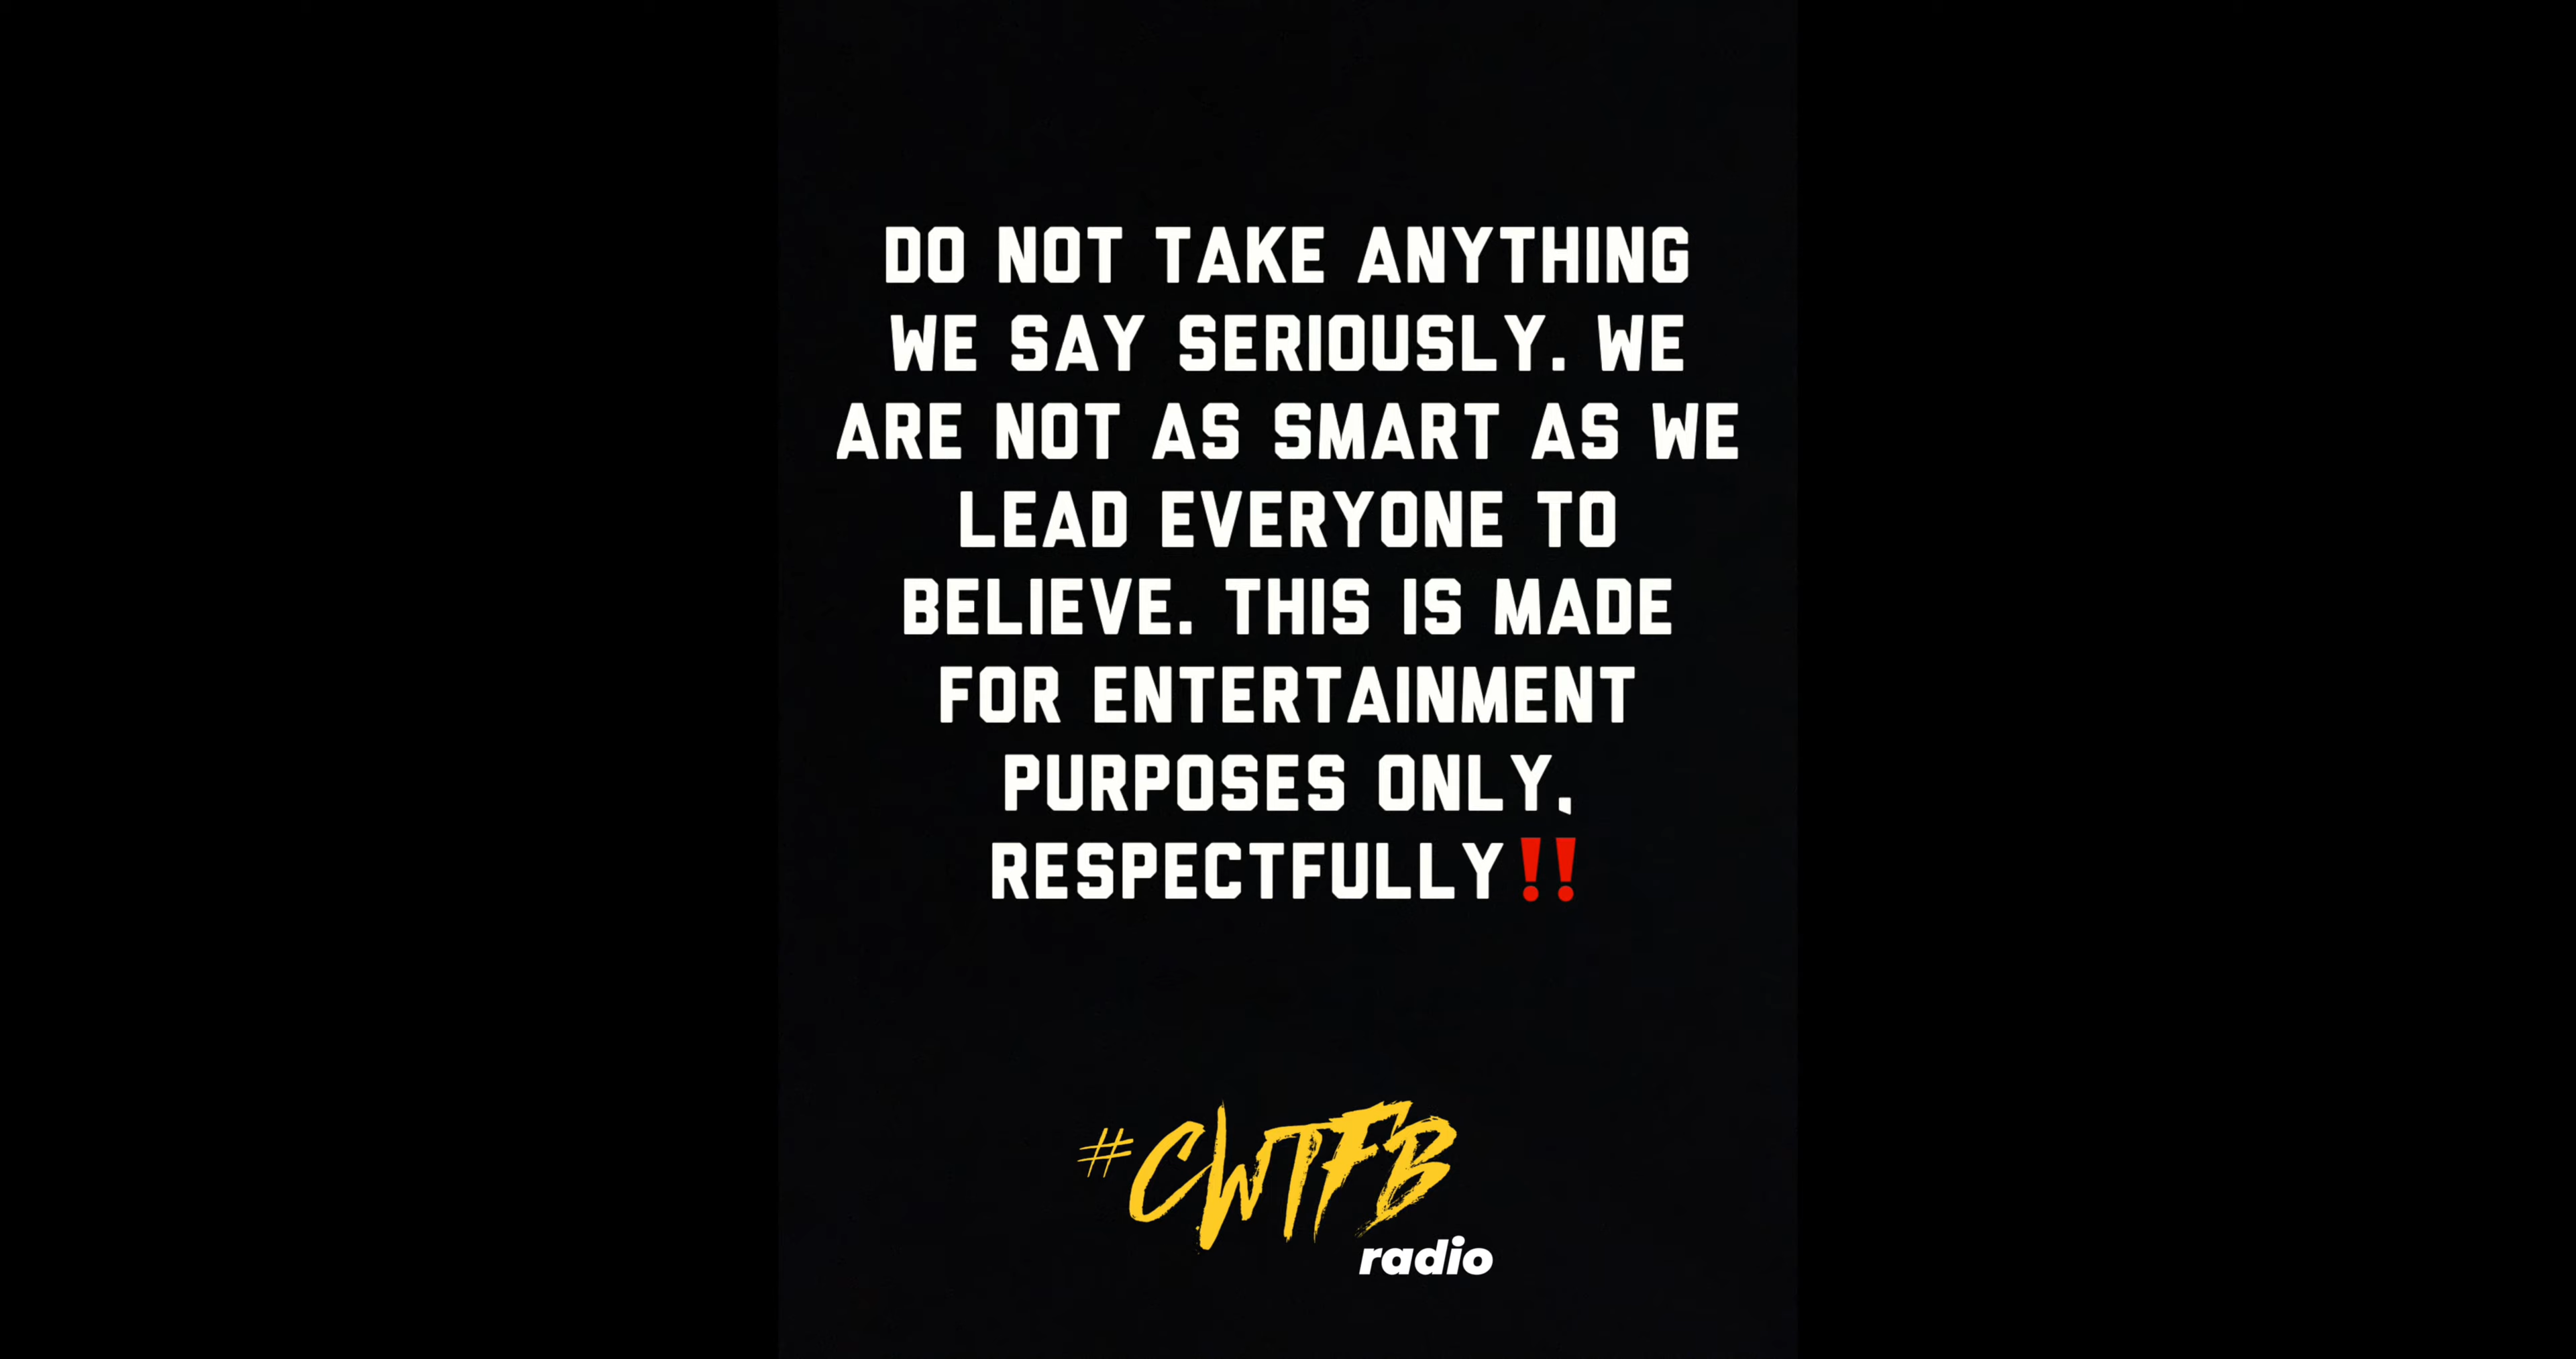 DO NOT TAKE ANYTHING
WE SAY SERIOUSLY. WE
ARE NOT AS SMART AS WE
LEAD EVERYONE TO
BELIEVE. THIS IS MADE
FOR ENTERTAINMENT
PURPOSES ONLY,
RESPECTFULLY‼️
#CWTFB
radio